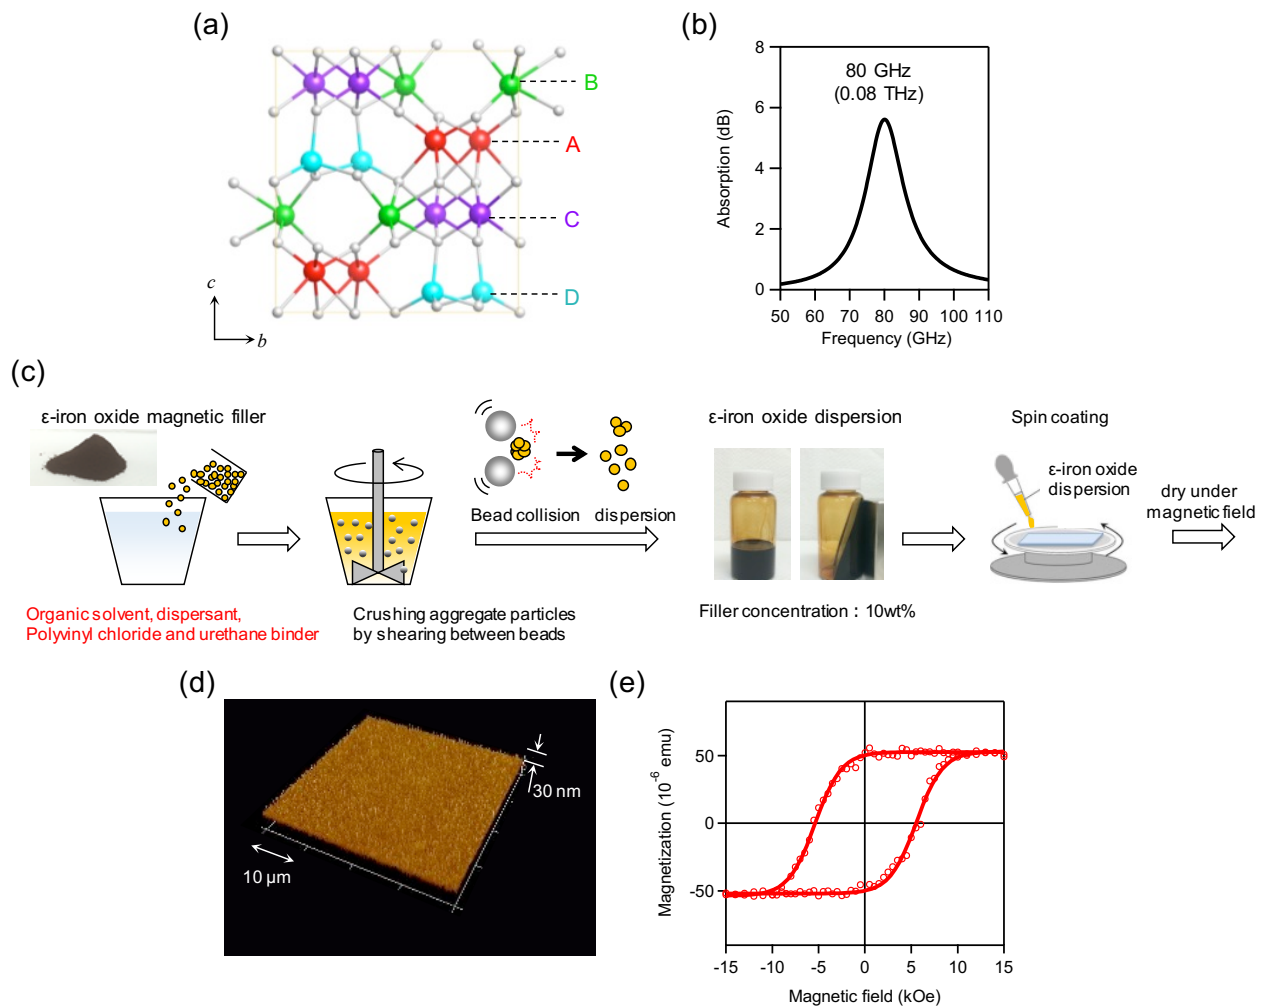 (a)
B
A
C
D
c
b
(b)
8
6
4
2
0
Absorption (dB)
80 GHz
(0.08 THz)
50 60 70 80 90 100 110
Frequency (GHz)
(c)
ε-iron oxide magnetic filler
Organic solvent, dispersant,
Polyvinyl chloride and urethane binder
Crushing aggregate particles
by shearing between beads
Bead collision
dispersion
ε-iron oxide dispersion
Filler concentration : 10wt%
Spin coating
ε-iron oxide
dispersion
dry under
magnetic field
(d)
30 nm
10 μm
(e)
50
0
-50
Magnetization (10⁻⁶ emu)
-15 -10 -5 0 5 10 15
Magnetic field (kOe)